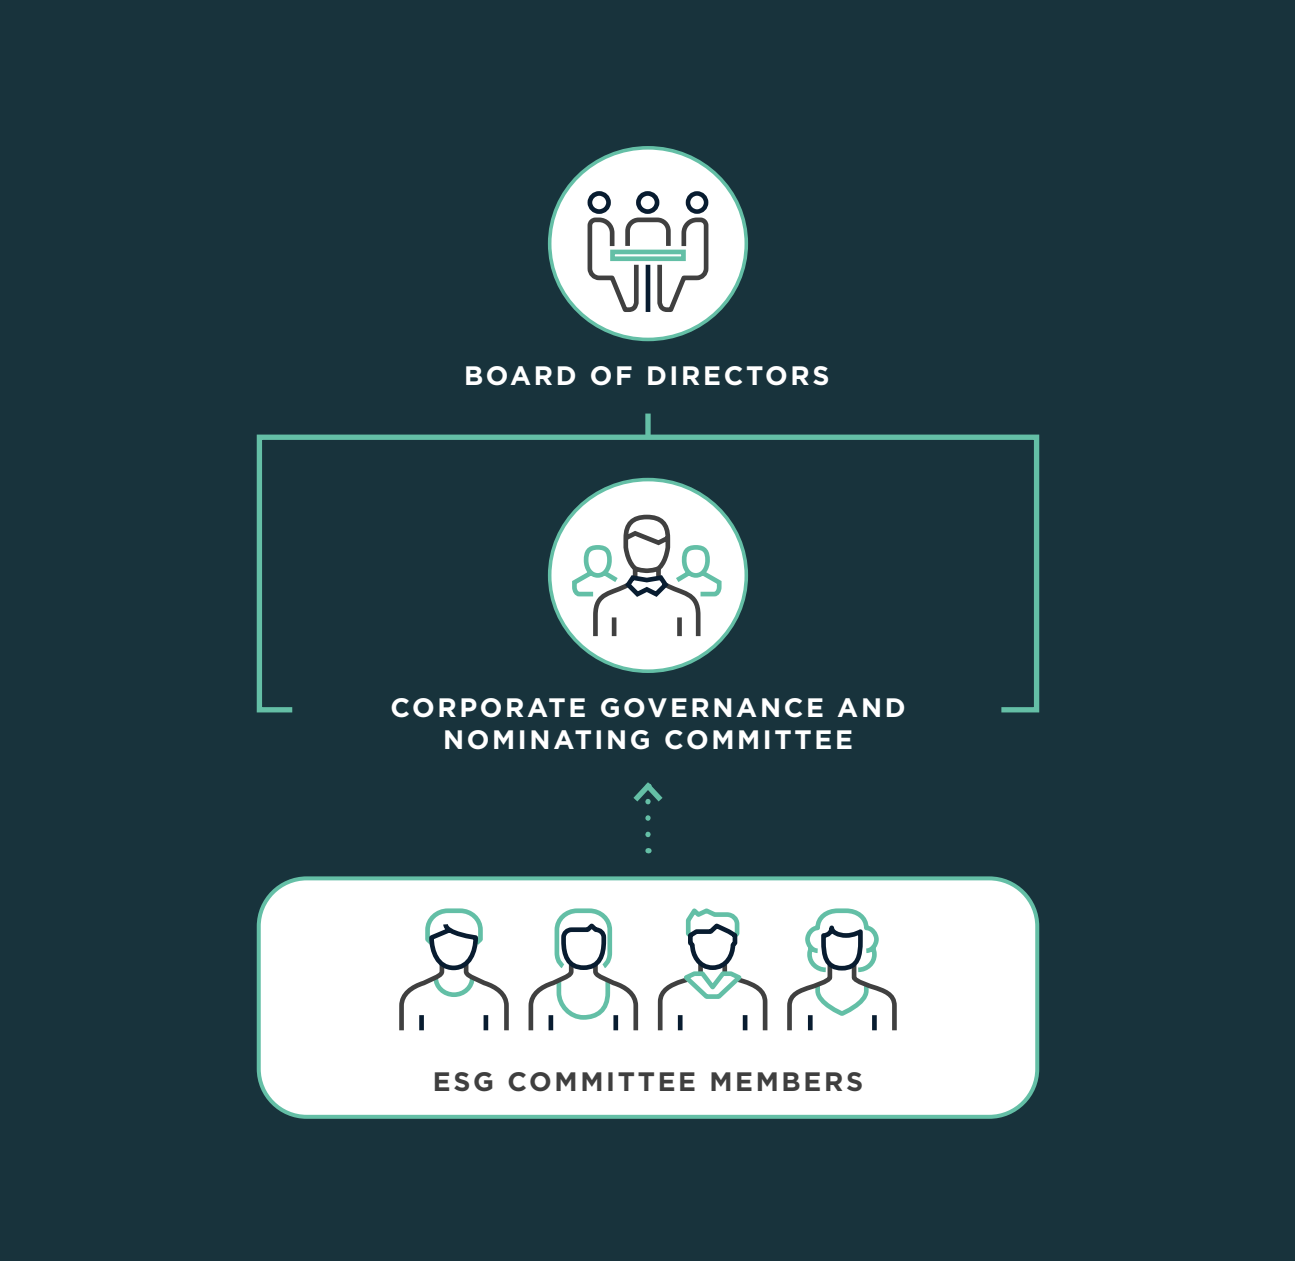 BOARD OF DIRECTORS
CORPORATE GOVERNANCE AND
NOMINATING COMMITTEE
ESG COMMITTEE MEMBERS